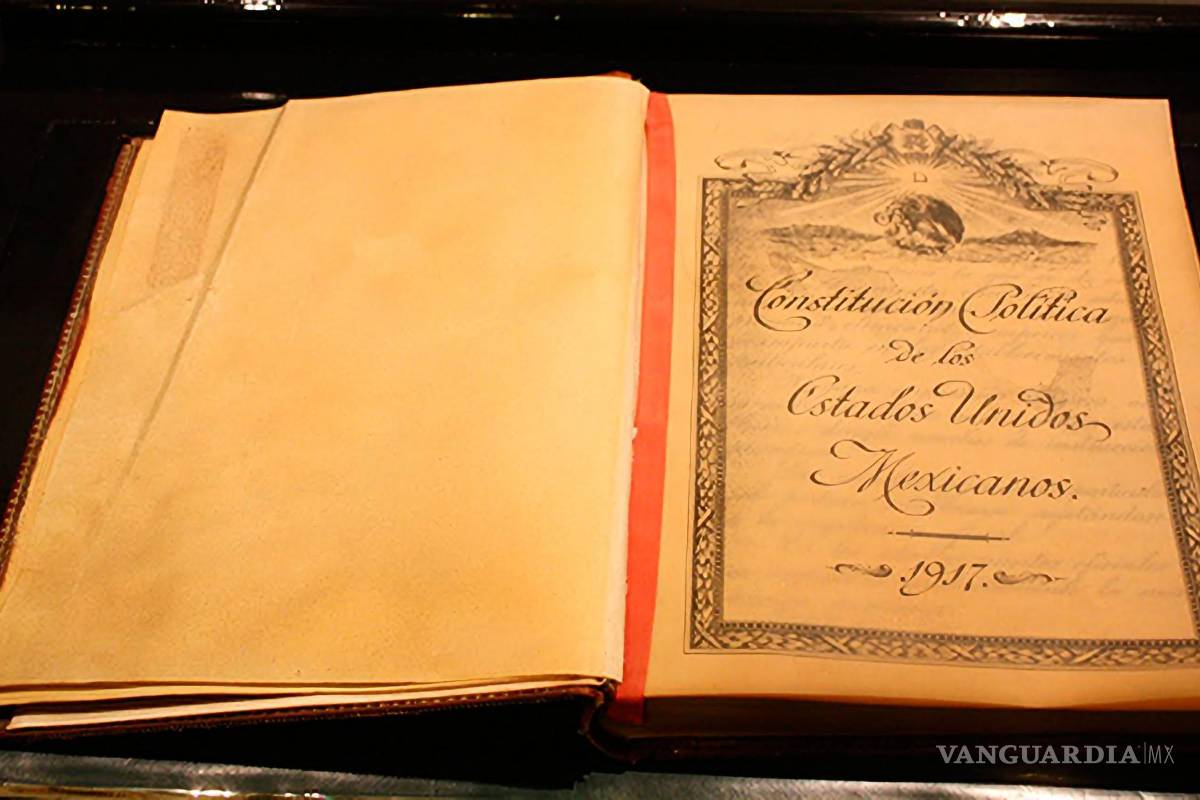 Constitución Política
de los
Estados Unidos
Mexicanos.
1917.
VANGUARDIA|MX